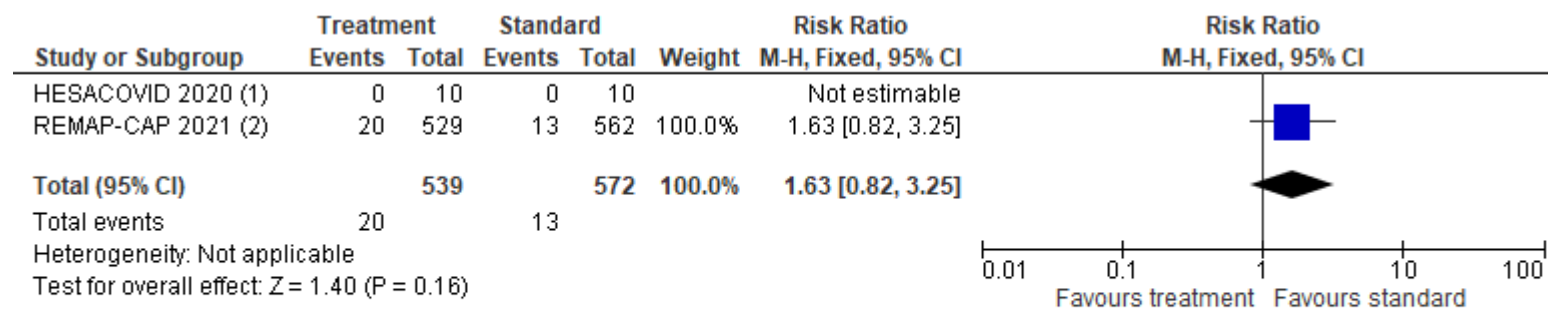 Treatment Standard Risk Ratio Risk Ratio
Study or Subgroup Events Total Events Total Weight M-H, Fixed, 95% CI M-H, Fixed, 95% CI
HESACOVID 2020 (1) 0 10 0 10 Not estimable
REMAP-CAP 2021 (2) 20 529 13 562 100.0% 1.63 [0.82, 3.25]
Total (95% CI) 539 572 100.0% 1.63 [0.82, 3.25]
Total events 20 13
Heterogeneity: Not applicable
Test for overall effect: Z = 1.40 (P = 0.16)
0.01 0.1 1 10 100
Favours treatment Favours standard